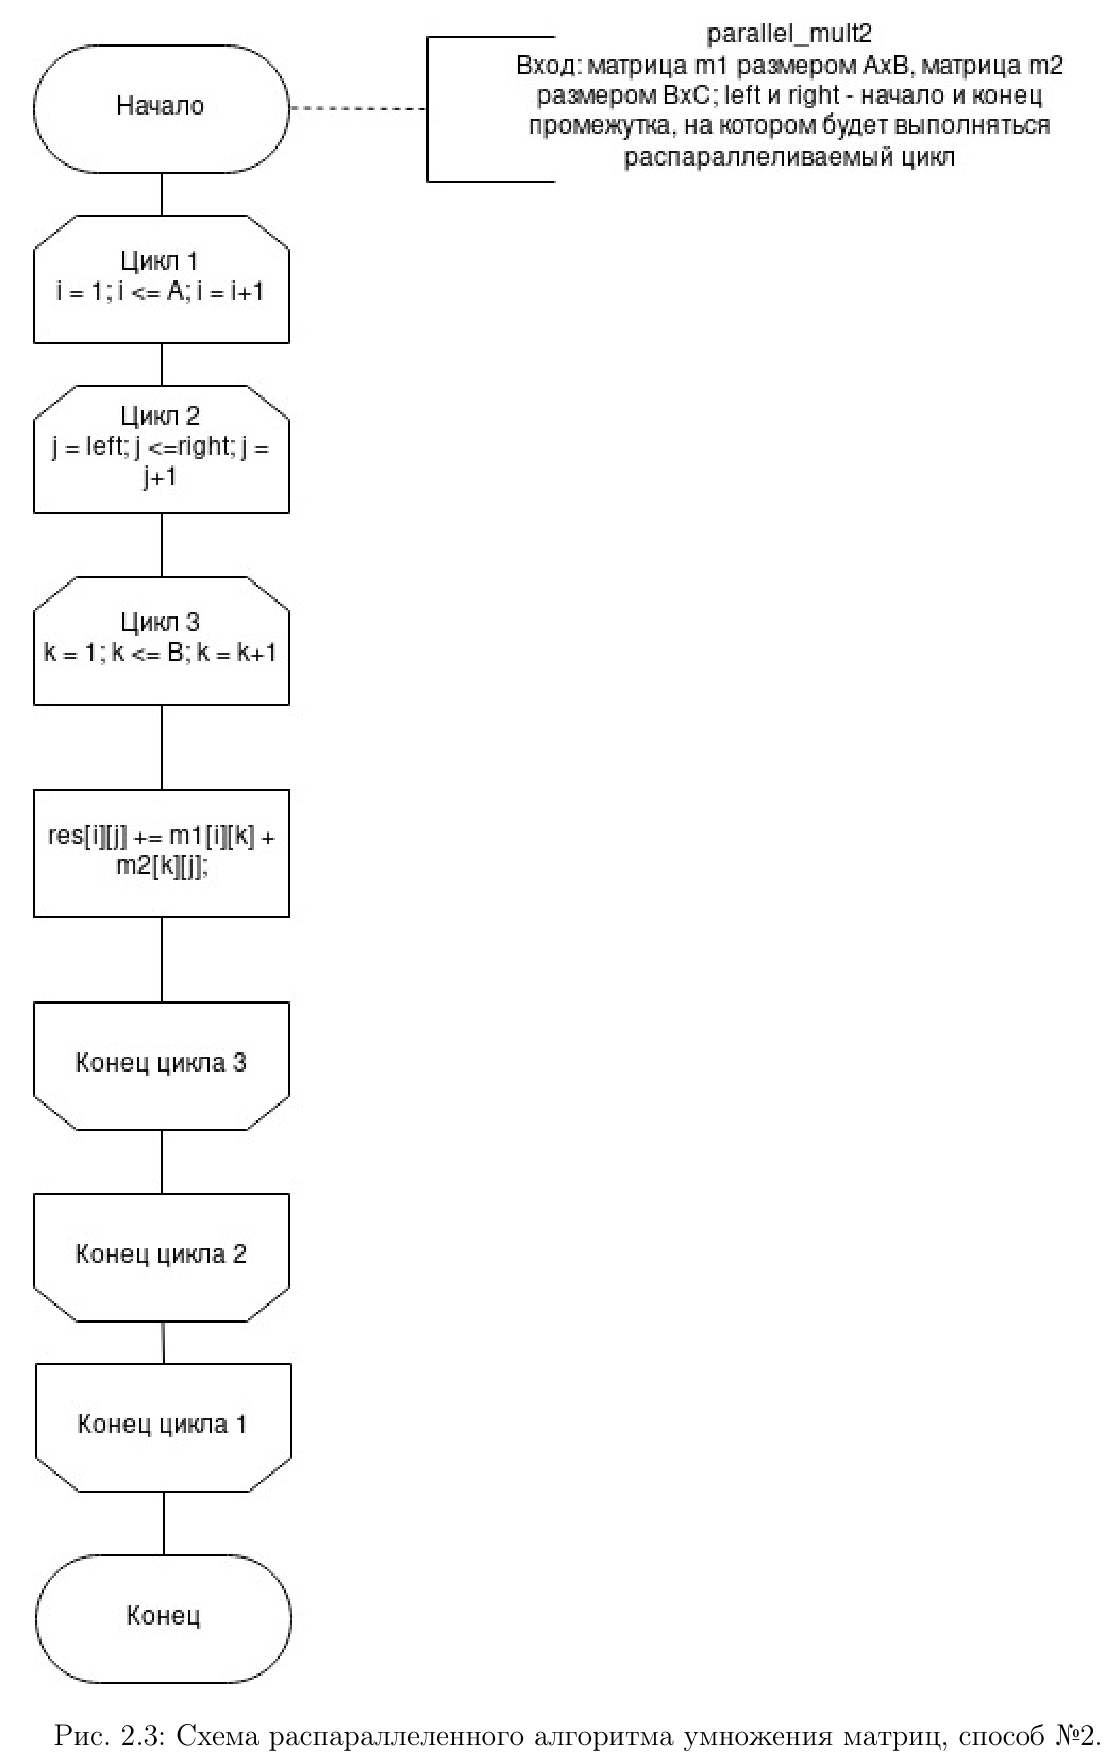 Начало
parallel_mult2
Вход: матрица m1 размером AxB, матрица m2
размером BxC; left и right - начало и конец
промежутка, на котором будет выполняться
распараллеливаемый цикл
Цикл 1
i = 1; i <= A; i = i+1
Цикл 2
j = left; j <=right; j =
j+1
Цикл 3
k = 1; k <= B; k = k+1
res[i][j] += m1[i][k] +
m2[k][j];
Конец цикла 3
Конец цикла 2
Конец цикла 1
Конец
Рис. 2.3: Схема распараллеленного алгоритма умножения матриц, способ №2.